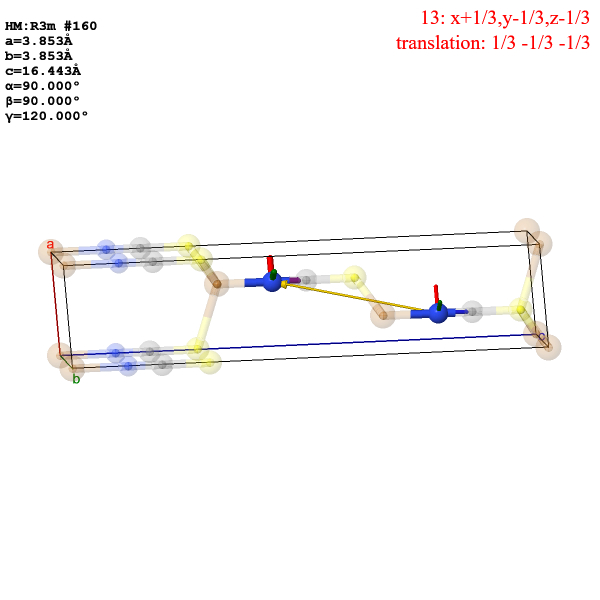 13: x+1/3,y-1/3,z-1/3
translation: 1/3 -1/3 -1/3
HM:R3m #160
a=3.853Å
b=3.853Å
c=16.443Å
α=90.000°
β=90.000°
γ=120.000°
a
c
b